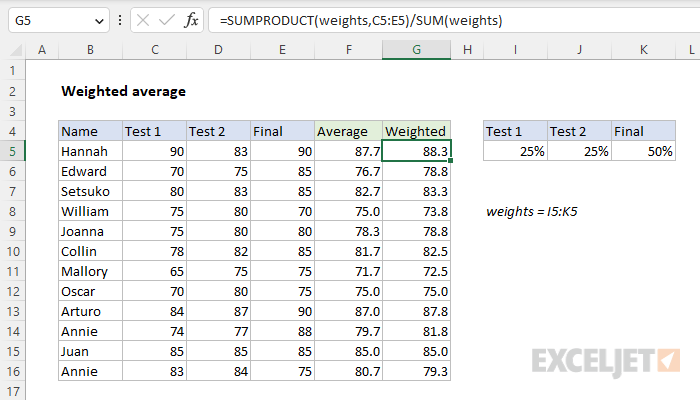 G5 fx =SUMPRODUCT(weights,C5:E5)/SUM(weights)
A B C D E F G H I J K L
1
2 Weighted average
3
4 Name Test 1 Test 2 Final Average Weighted Test 1 Test 2 Final
5 Hannah 90 83 90 87.7 88.3 25% 25% 50%
6 Edward 70 75 85 76.7 78.8
7 Setsuko 80 83 85 82.7 83.3
8 William 75 80 70 75.0 73.8 weights = I5:K5
9 Joanna 75 80 80 78.3 78.8
10 Collin 78 82 85 81.7 82.5
11 Mallory 65 75 75 71.7 72.5
12 Oscar 70 80 75 75.0 75.0
13 Arturo 84 87 90 87.0 87.8
14 Annie 74 77 88 79.7 81.8
15 Juan 85 85 85 85.0 85.0
16 Annie 83 84 75 80.7 79.3
17
EXCELJET